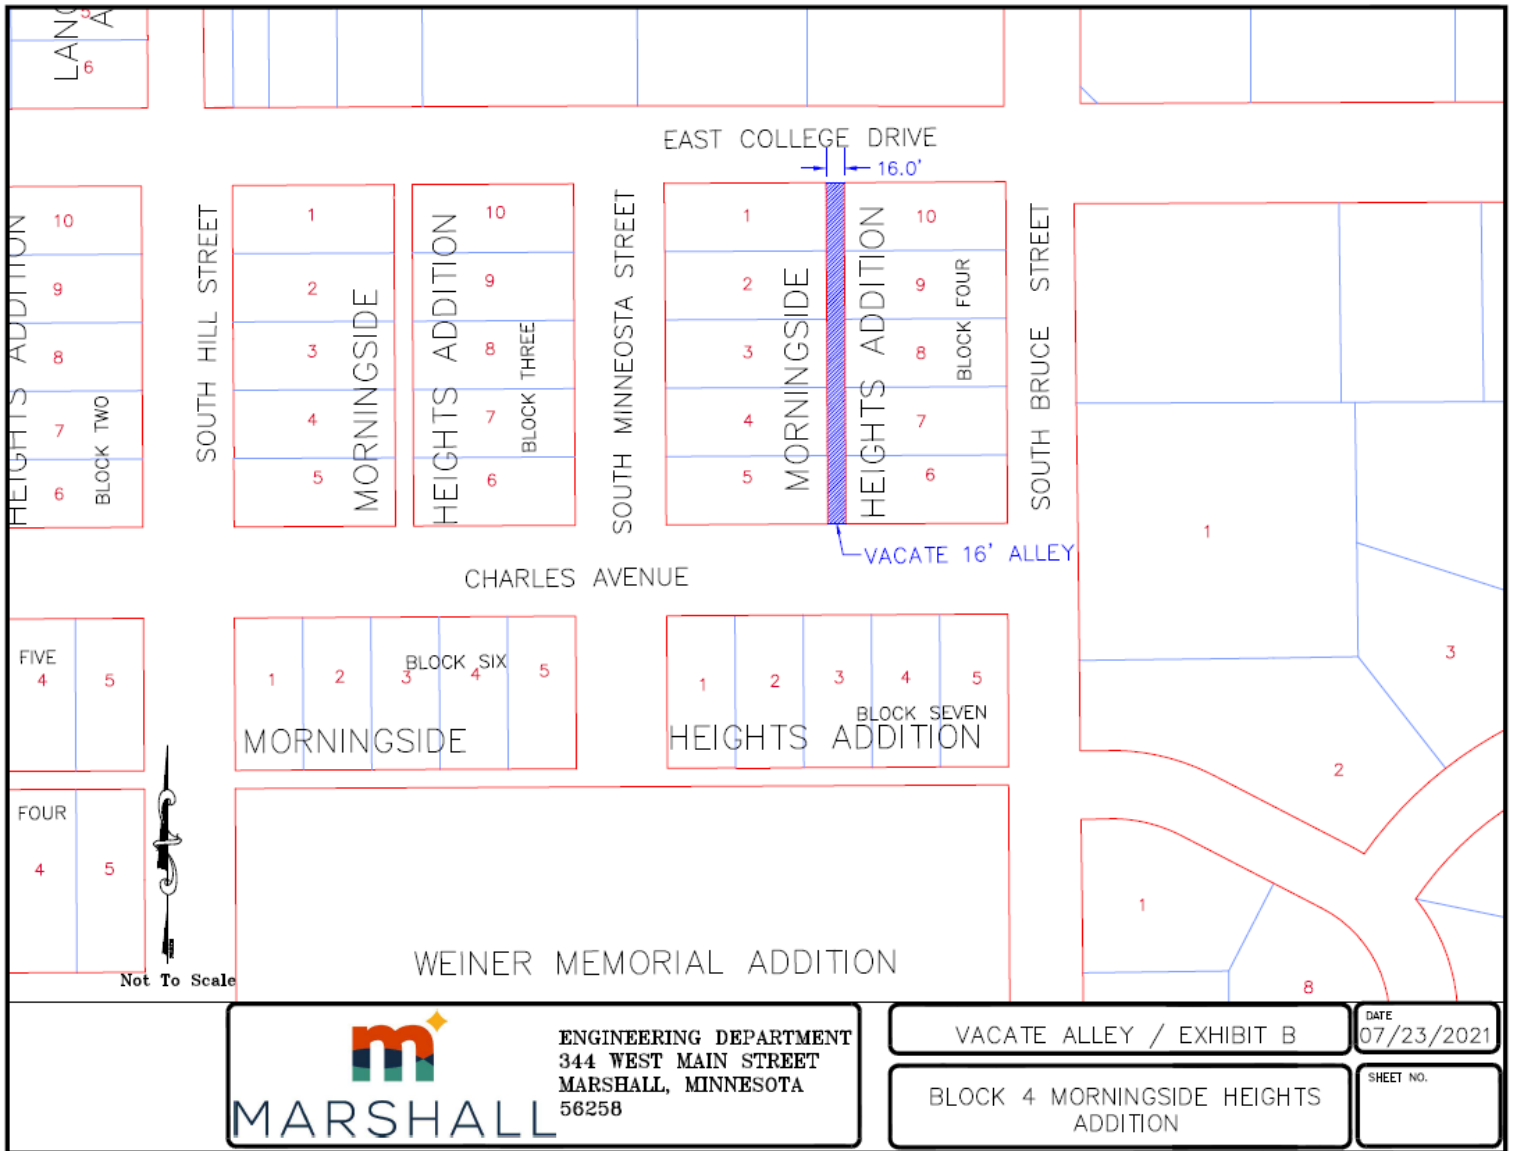 LANG
A
5
6
EAST COLLEGE DRIVE
16.0'
HEIGHTS ADDITION
BLOCK TWO
10
9
8
7
6
SOUTH HILL STREET
1
2
3
4
5
MORNINGSIDE
HEIGHTS ADDITION
10
9
8
7
6
BLOCK THREE
SOUTH MINNEOSTA STREET
1
2
3
4
5
MORNINGSIDE
HEIGHTS ADDITION
10
9
8
7
6
BLOCK FOUR
SOUTH BRUCE STREET
VACATE 16' ALLEY
CHARLES AVENUE
1
3
2
1
8
FIVE
4
5
1
2
3
4
5
BLOCK SIX
MORNINGSIDE
1
2
3
4
5
BLOCK SEVEN
HEIGHTS ADDITION
FOUR
4
5
WEINER MEMORIAL ADDITION
NORTH
Not To Scale
m
MARSHALL
ENGINEERING DEPARTMENT
344 WEST MAIN STREET
MARSHALL, MINNESOTA
56258
VACATE ALLEY / EXHIBIT B
BLOCK 4 MORNINGSIDE HEIGHTS
ADDITION
DATE
07/23/2021
SHEET NO.